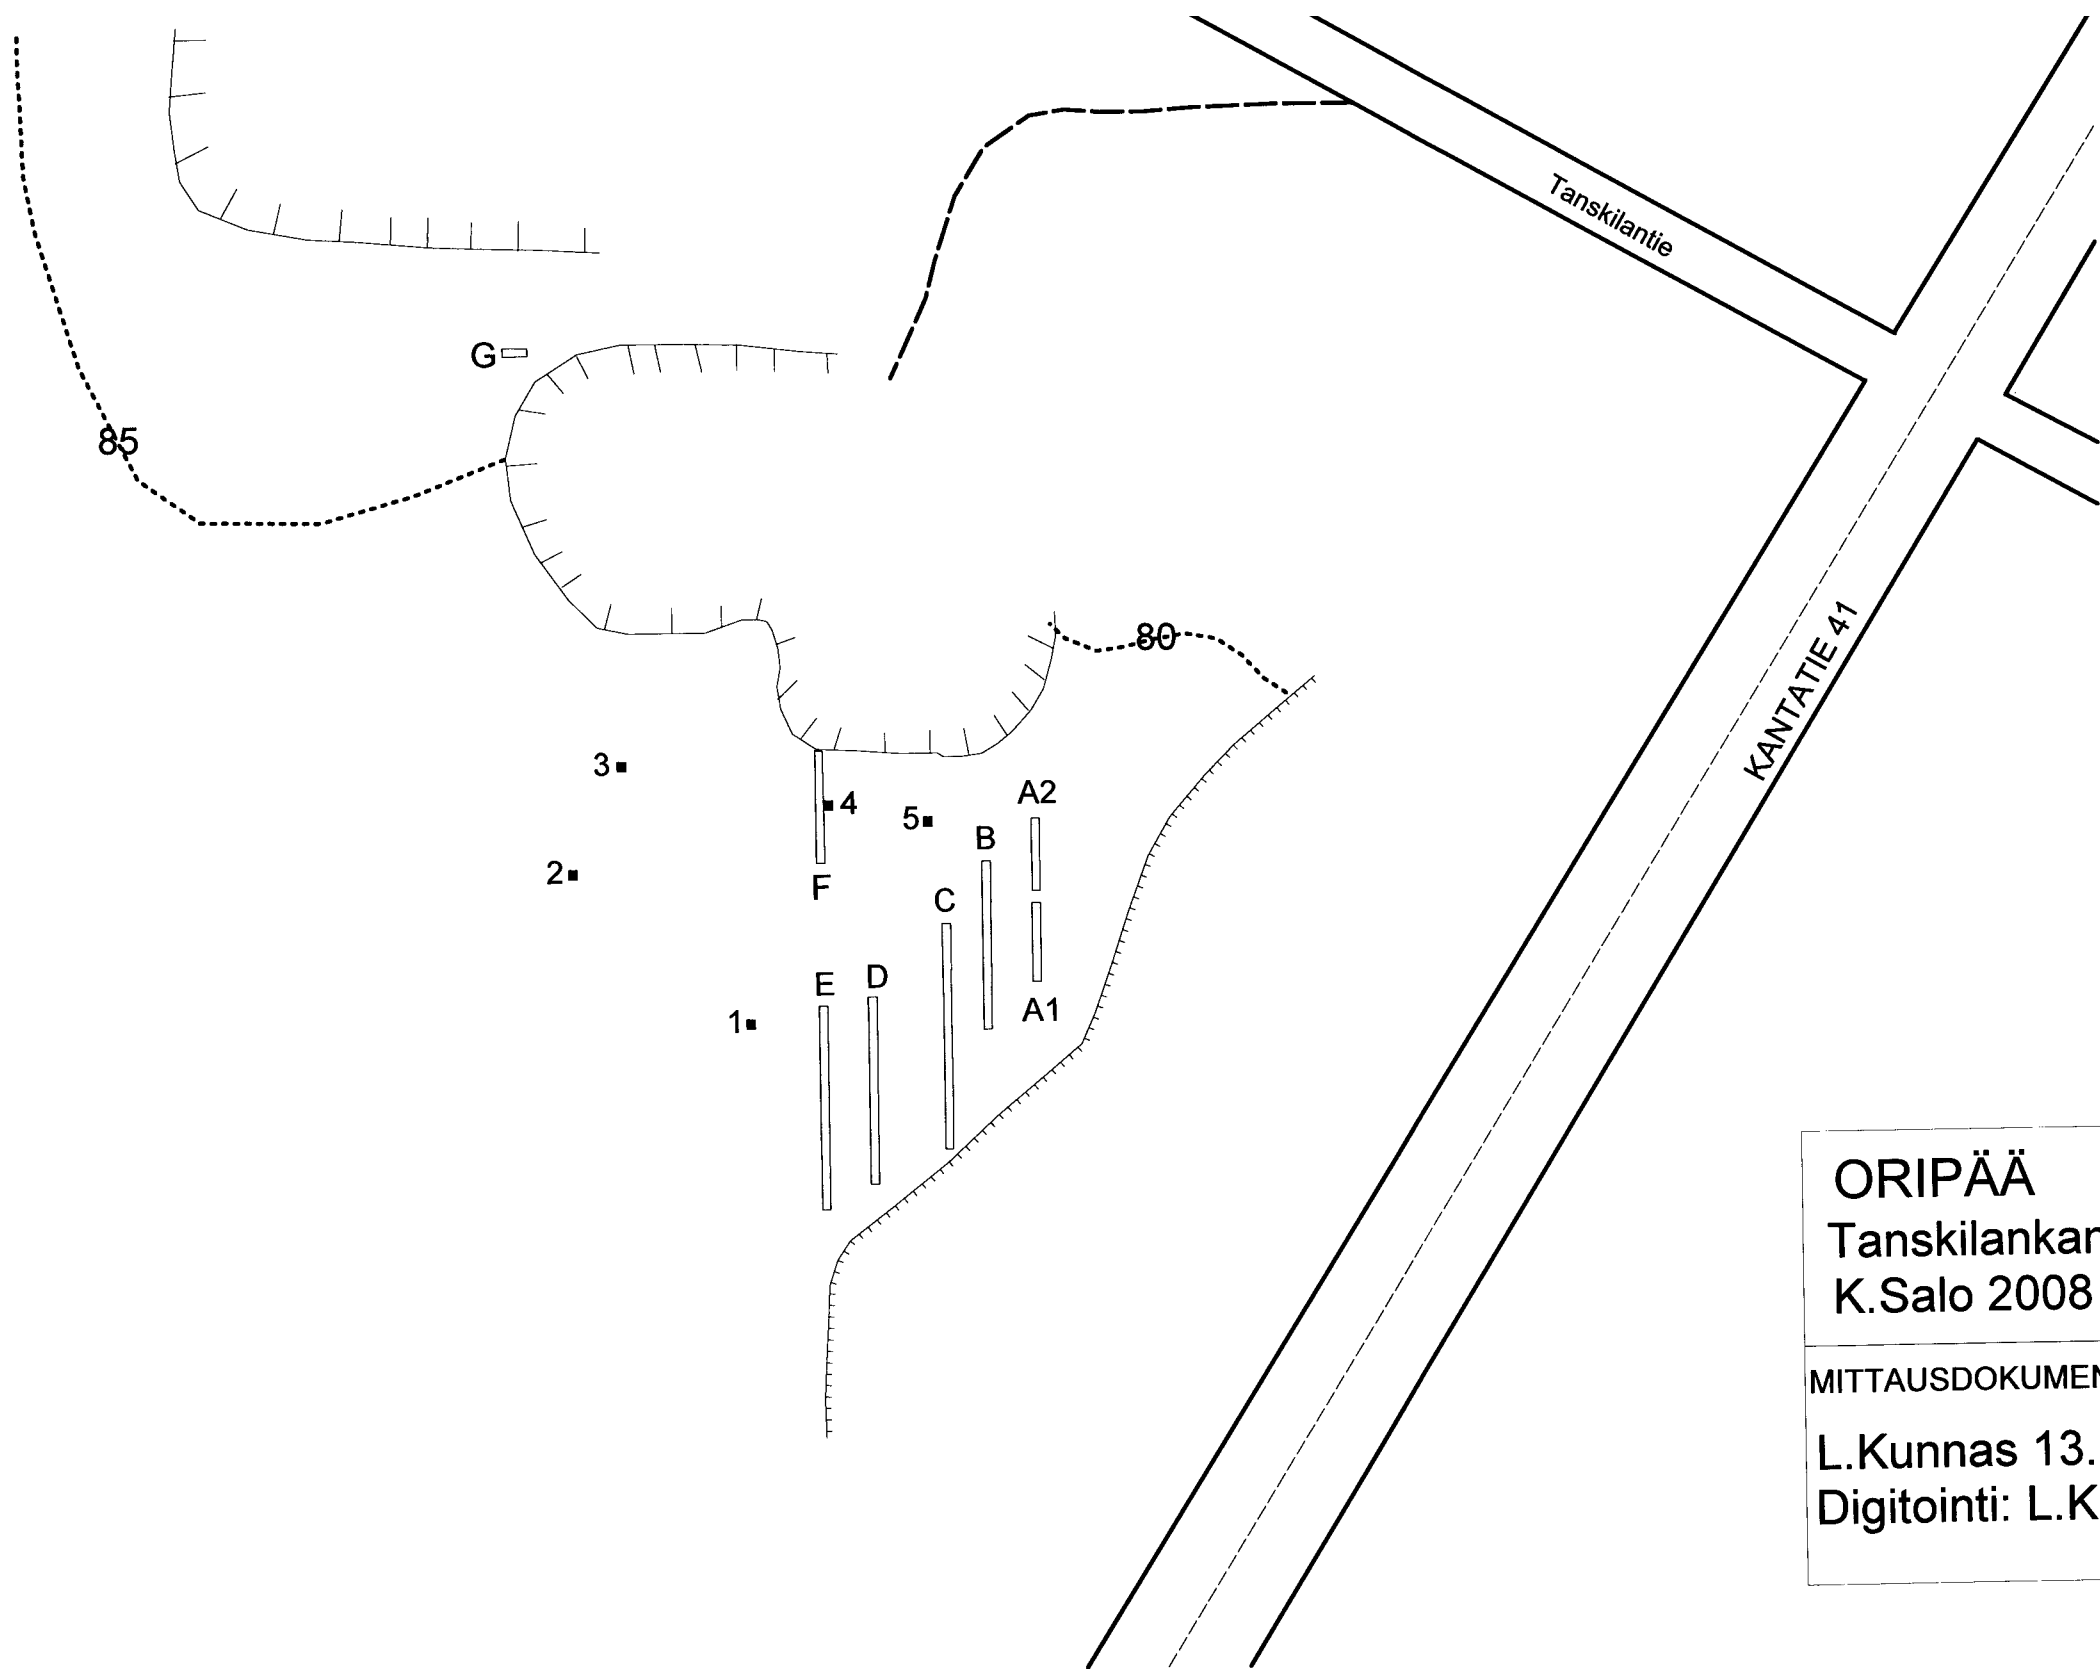 Tanskilantie
G
85
80
KANTATIE 41
3
4
5
A2
B
2
F
C
E
D
1
A1
ORIPÄÄ
Tanskilankan
K.Salo 2008
MITTAUSDOKUMEN
L.Kunnas 13.
Digitointi: L.K